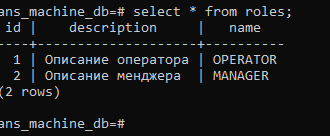 ans_machine_db=# select * from roles;
id | description | name
----+--------------------+----------
1 | Описание оператора | OPERATOR
2 | Описание менджера | MANAGER
(2 rows)
ans_machine_db=#